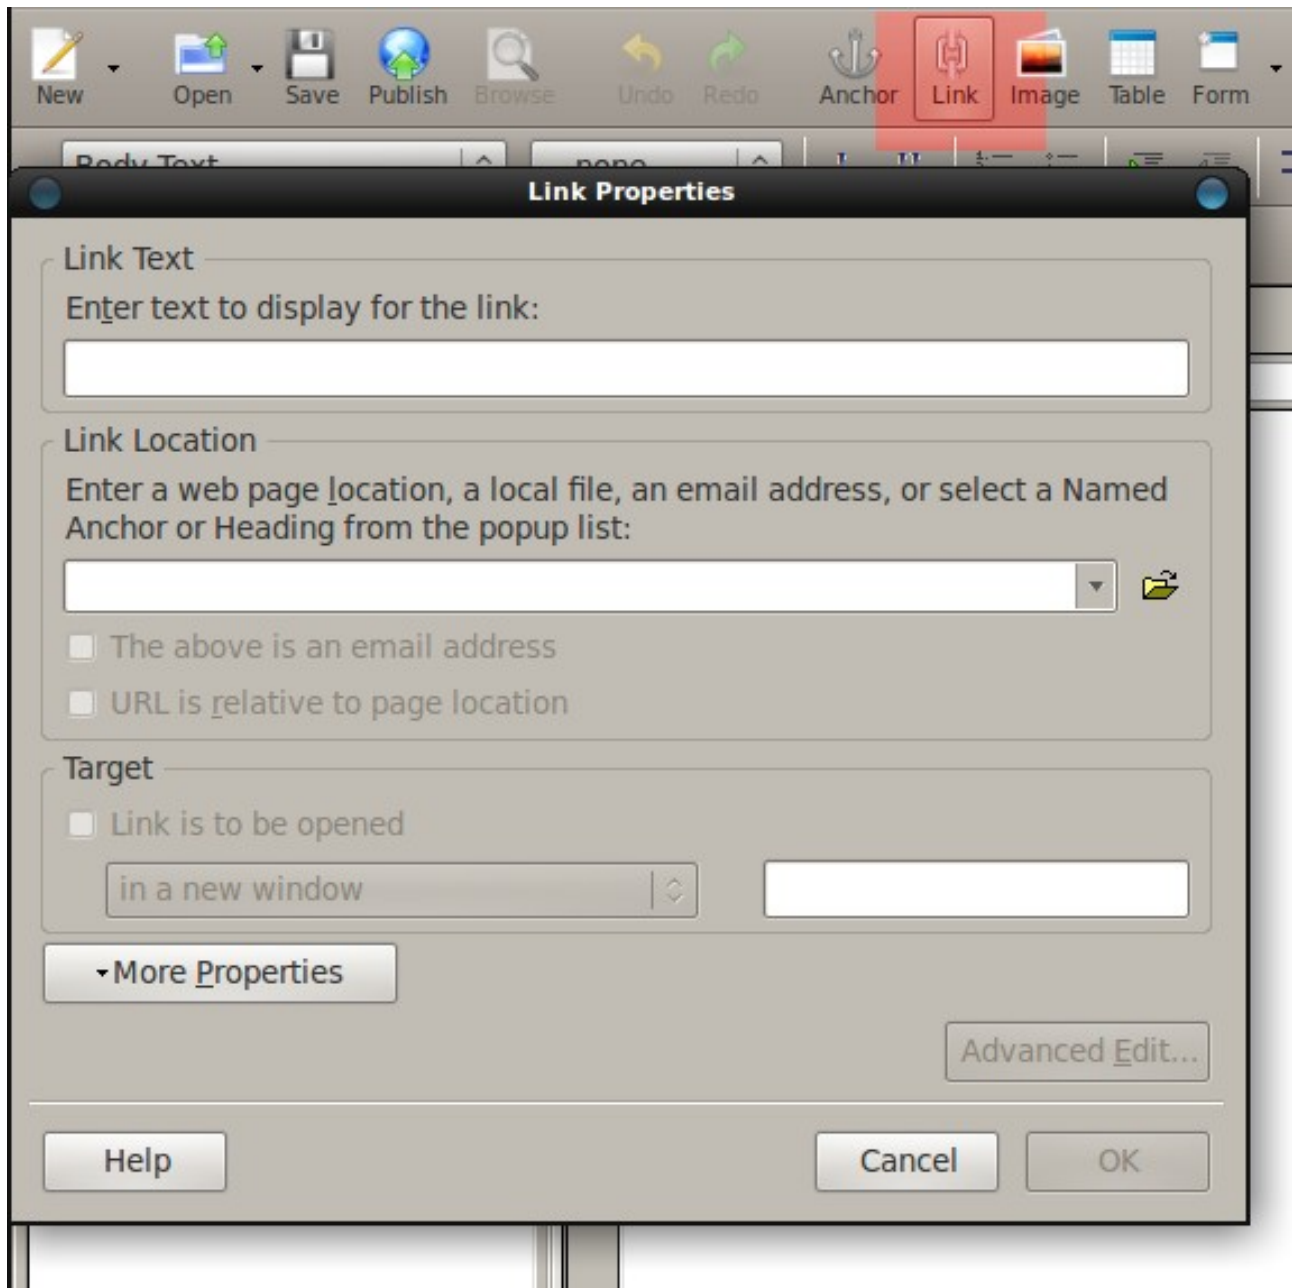 New Open Save Publish Browse Undo Redo Anchor Link Image Table Form
Body Text
Link Properties
Link Text
Enter text to display for the link:
Link Location
Enter a web page location, a local file, an email address, or select a Named
Anchor or Heading from the popup list:
The above is an email address
URL is relative to page location
Target
Link is to be opened
in a new window
More Properties
Advanced Edit...
Help Cancel OK